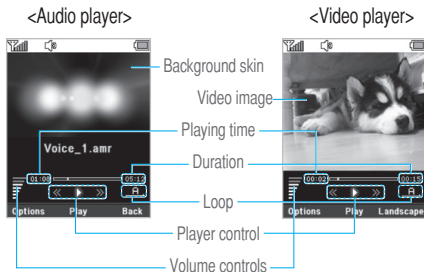 <Audio player>
<Video player>
Background skin
Video image
Playing time
Duration
Loop
Player control
Volume controls
Voice_1.amr
01:08
05:12
Options Play Back
00:02
00:15
Options Play Landscape